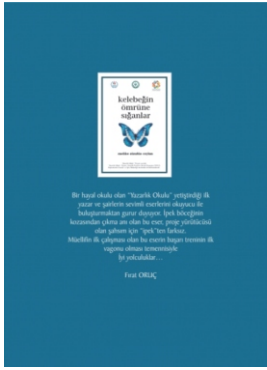 kelebeğin
ömrüne
sığanlar
Bir hayal okulu olan "Yazarlık Okulu" yetiştirdiği ilk
yazar ve şairlerin sevimli eserlerini okuyucu ile
buluşturmaktan gurur duyuyor. İpek böceğinin
kozasından çıkma anı olan bu eser, proje yürütücüsü
olan şahsım için "ipek"ten farksız.
Müellifin ilk çalışması olan bu eserin başarı treninin ilk
vagonu olması temennisiyle
İyi yolculuklar…
Fırat ORUÇ